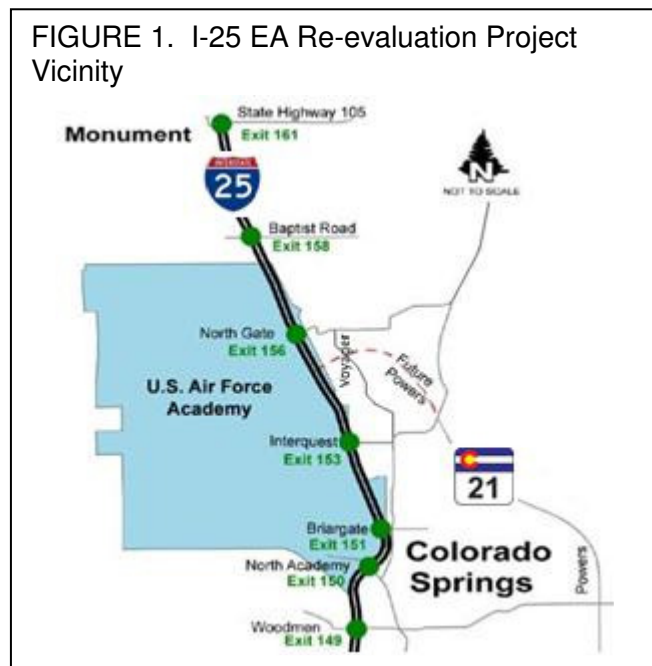 FIGURE 1. I-25 EA Re-evaluation Project
Vicinity
State Highway 105
Monument
Exit 161
INTERSTATE
25
N
NOT TO SCALE
Baptist Road
Exit 158
North Gate
Exit 156
Voyager
Future
Powers
U.S. Air Force
Academy
Interquest
Exit 153
21
Briargate
Exit 151
Colorado
Springs
North Academy
Exit 150
Powers
Woodmen
Exit 149